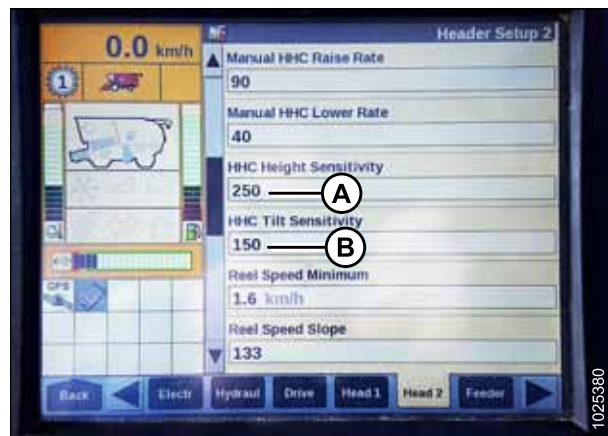 0.0 km/h
Header Setup 2
1
Manual HHC Raise Rate
90
Manual HHC Lower Rate
40
HHC Height Sensitivity
250
A
HHC Tilt Sensitivity
150
B
Reel Speed Minimum
1.6 km/h
GPS
Reel Speed Slope
133
Back
Electr
Hydraul
Drive
Head 1
Head 2
Feeder
1025380